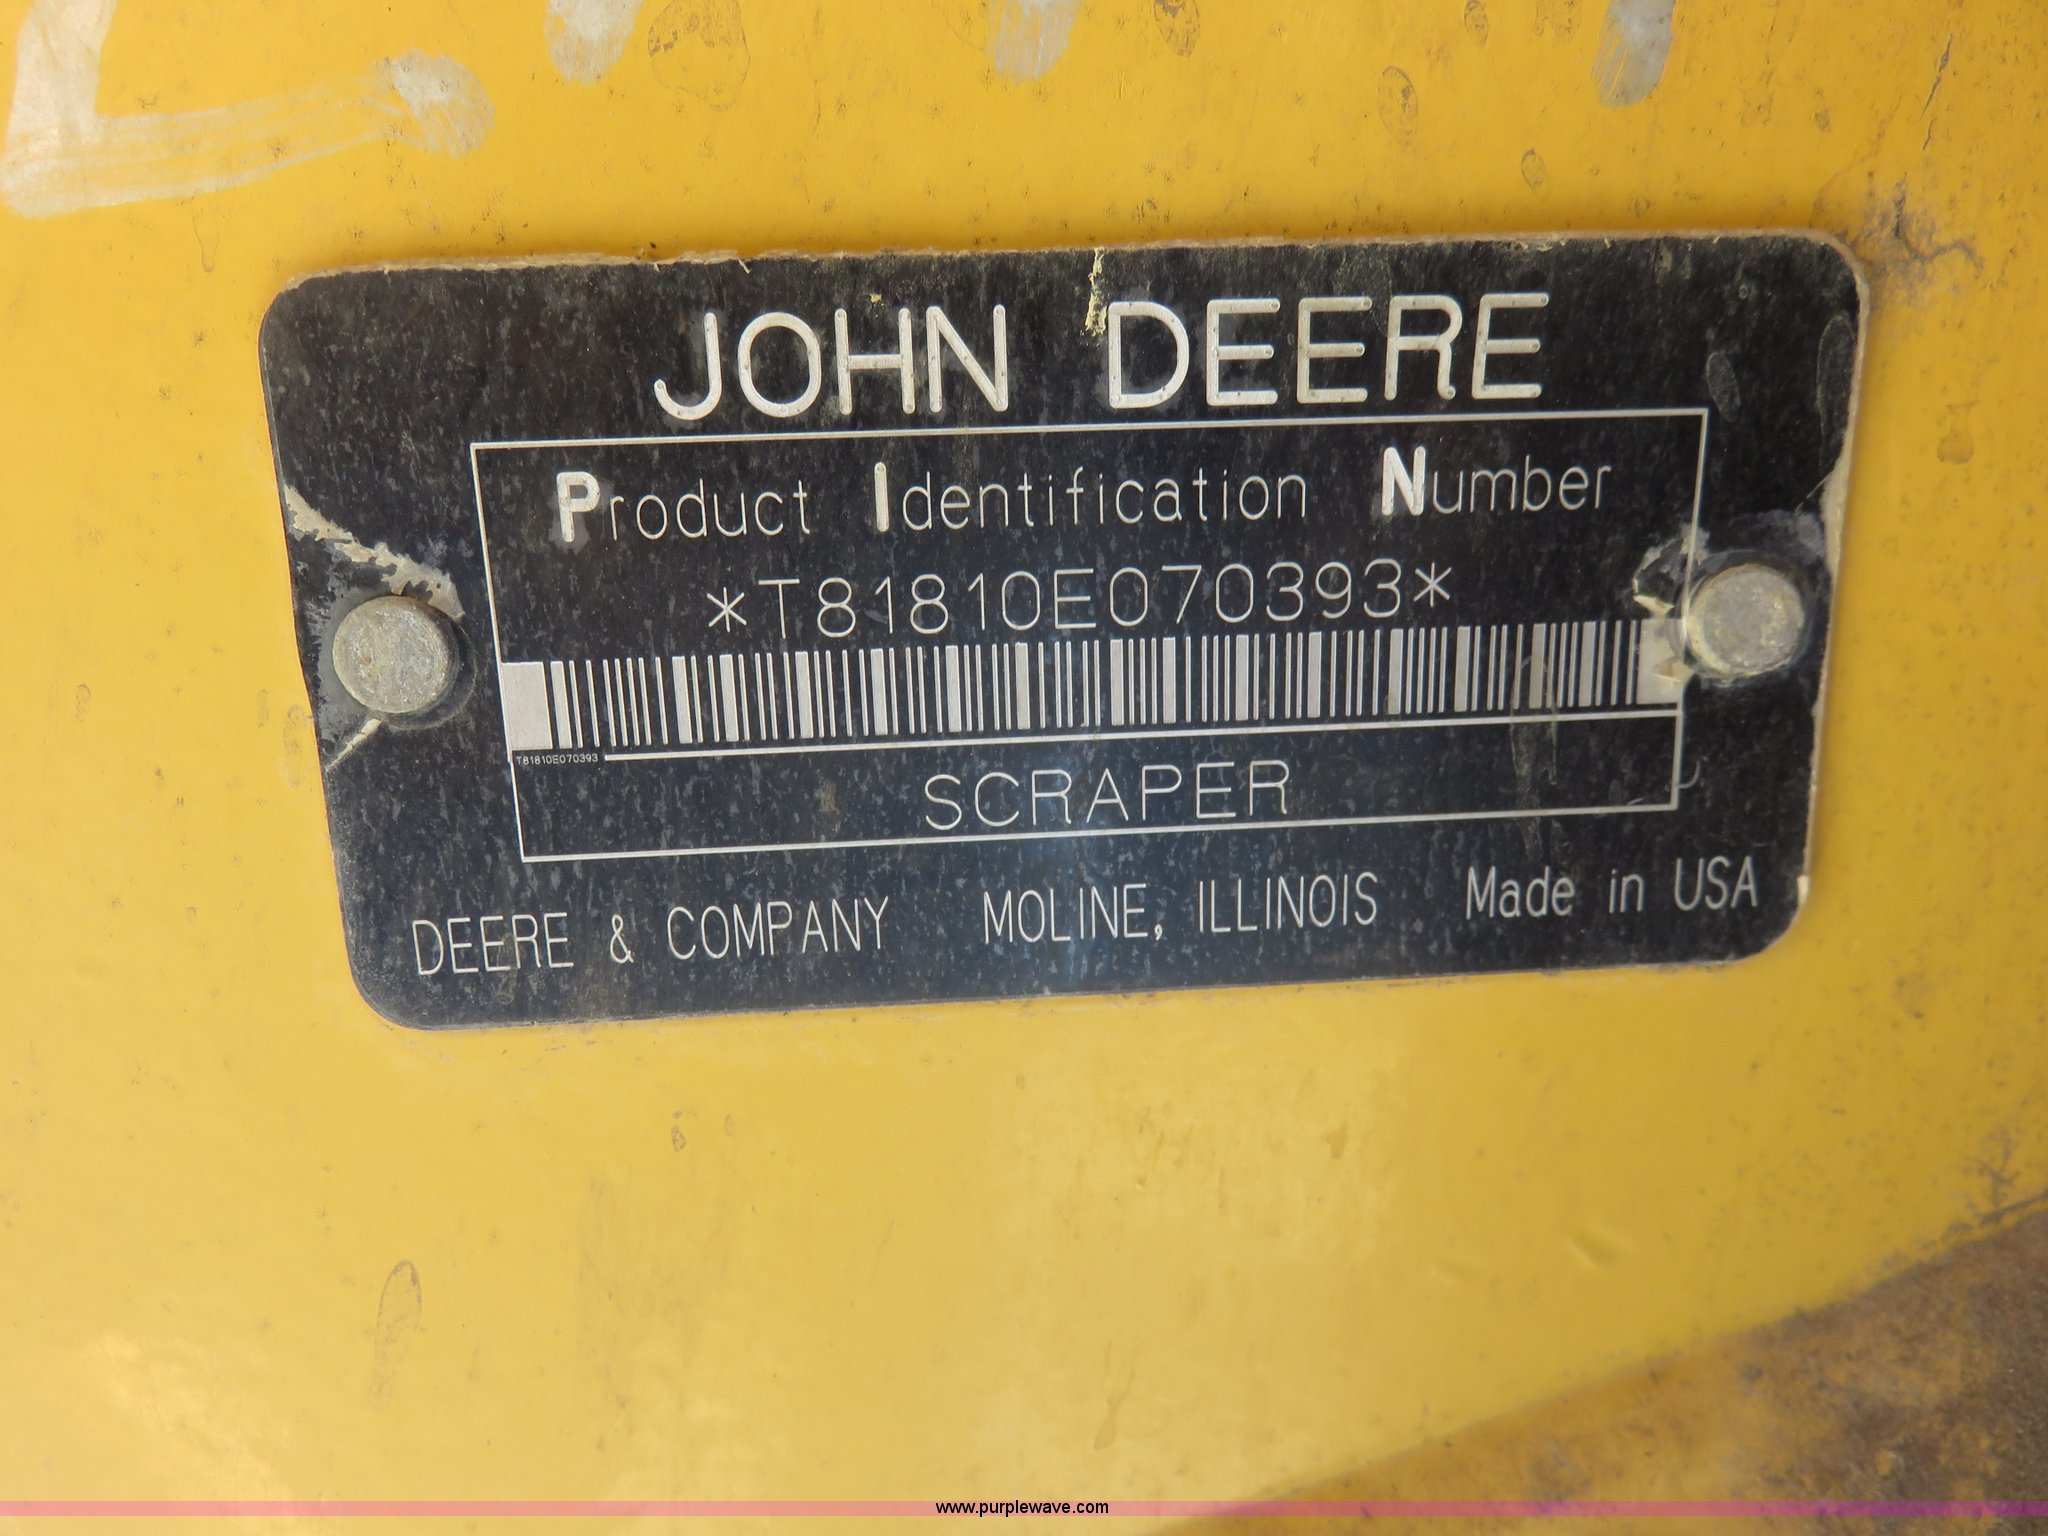 JOHN DEERE
Product Identification Number
*T81810E070393*
T81810E070393
SCRAPER
DEERE & COMPANY MOLINE, ILLINOIS Made in USA
www.purplewave.com